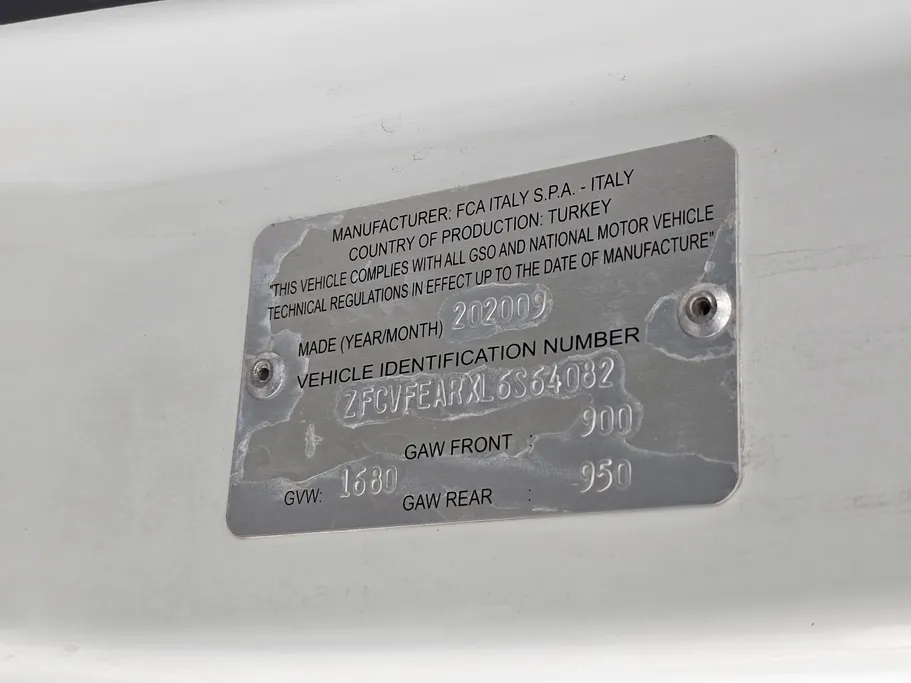 MANUFACTURER: FCA ITALY S.P.A. - ITALY
COUNTRY OF PRODUCTION: TURKEY
"THIS VEHICLE COMPLIES WITH ALL GSO AND NATIONAL MOTOR VEHICLE
TECHNICAL REGULATIONS IN EFFECT UP TO THE DATE OF MANUFACTURE"
MADE (YEAR/MONTH) 202009
VEHICLE IDENTIFICATION NUMBER
ZFCVFEARXL6S64082
GAW FRONT : 900
GVW: 1680 GAW REAR : 950